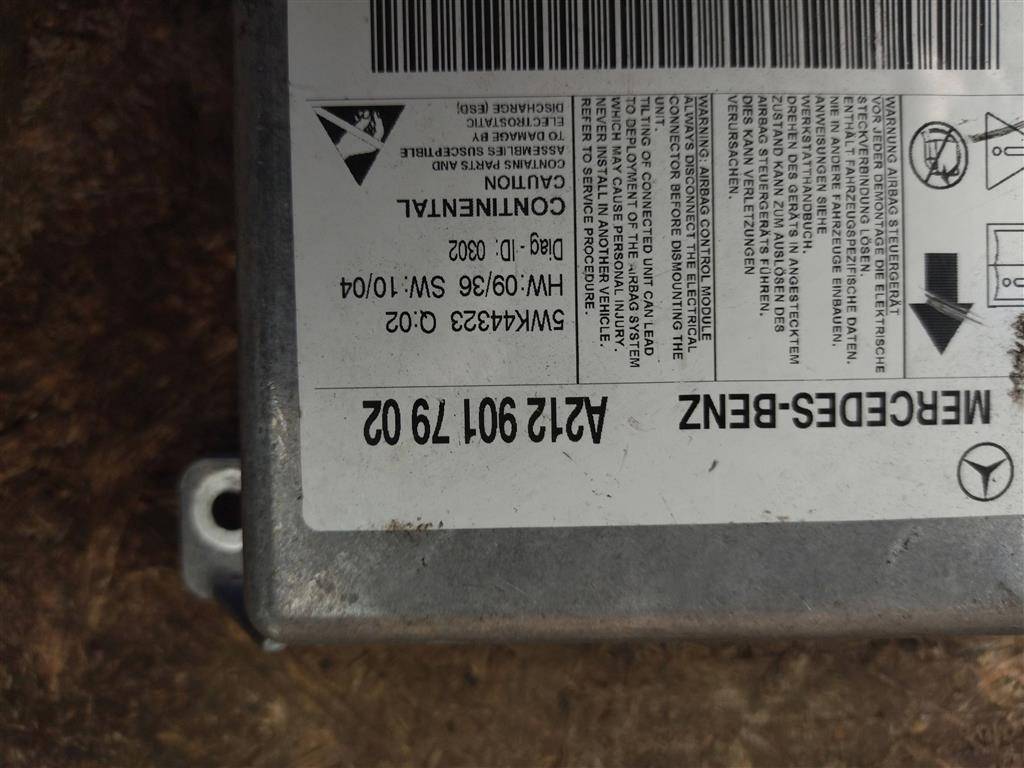 MERCEDES-BENZ
A212 901 79 02
WARNUNG AIRBAG STEUERGERÄT
VOR JEDER DEMONTAGE DIE ELEKTRISCHE
STECKVERBINDUNG LÖSEN.
ENTHÄLT FAHRZEUGSPEZIFISCHE DATEN.
NIE IN ANDERE FAHRZEUGE EINBAUEN.
ANWEISUNGEN SIEHE
WERKSTATTHANDBUCH.
DREHEN DES GERÄTS IN ANGESTECKTEM
ZUSTAND KANN ZUM AUSLÖSEN DES
AIRBAG STEUERGERÄTS FÜHREN.
DIES KANN VERLETZUNGEN
VERURSACHEN.
WARNING: AIRBAG CONTROL MODULE
ALWAYS DISCONNECT THE ELECTRICAL
CONNECTOR BEFORE DISMOUNTING THE
UNIT.
TILTING OF CONNECTED UNIT CAN LEAD
TO DEPLOYMENT OF THE AIRBAG SYSTEM
WHICH MAY CAUSE PERSONAL INJURY.
NEVER INSTALL IN ANOTHER VEHICLE.
REFER TO SERVICE PROCEDURE.
5WK44323 Q:02
HW:09/36 SW:10/04
Diag-ID: 0302
CONTINENTAL
CAUTION
CONTAINS PARTS AND
ASSEMBLIES SUSCEPTIBLE
TO DAMAGE BY
ELECTROSTATIC
DISCHARGE (ESD)